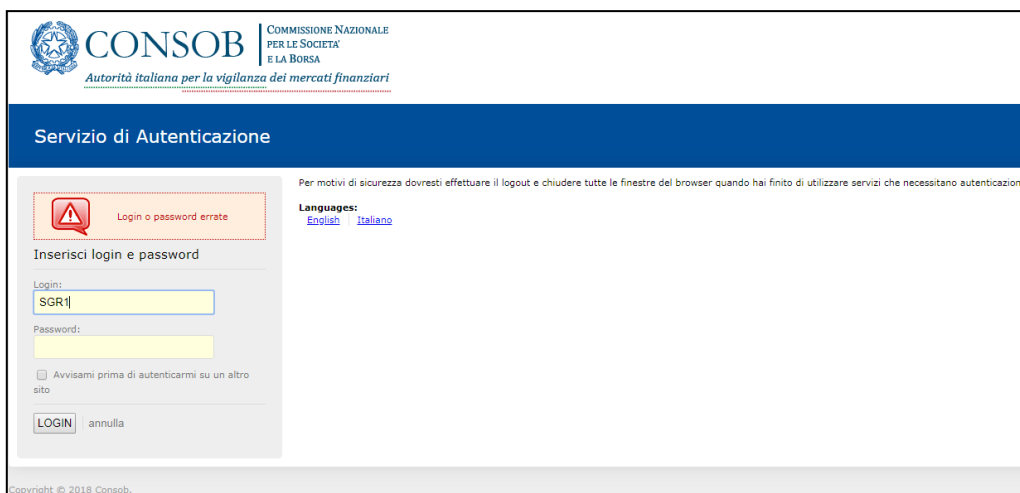 CONSOB
COMMISSIONE NAZIONALE
PER LE SOCIETA'
E LA BORSA
Autorità italiana per la vigilanza dei mercati finanziari
Servizio di Autenticazione
Login o password errate
Inserisci login e password
Login:
SGR1
Password:
Avvisami prima di autenticarmi su un altro
sito
LOGIN annulla
Per motivi di sicurezza dovresti effettuare il logout e chiudere tutte le finestre del browser quando hai finito di utilizzare servizi che necessitano autenticazion
Languages:
English Italiano
Copyright © 2018 Consob.